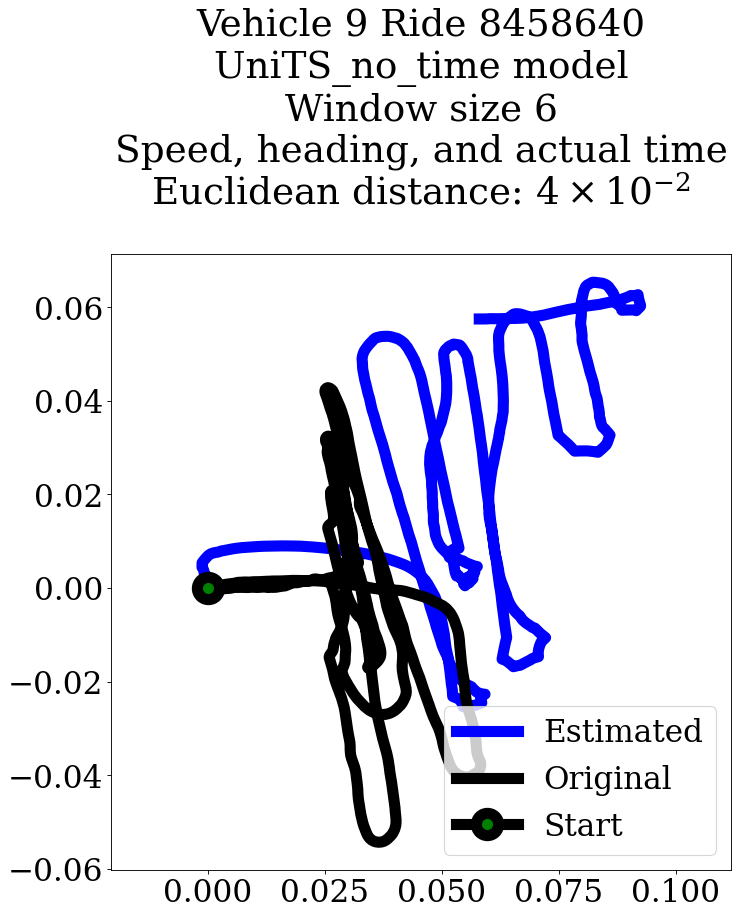 Vehicle 9 Ride 8458640
UniTS_no_time model
Window size 6
Speed, heading, and actual time
Euclidean distance: 4 × 10⁻²
0.06
0.04
0.02
0.00
−0.02
−0.04
−0.06
0.000 0.025 0.050 0.075 0.100
Estimated
Original
Start